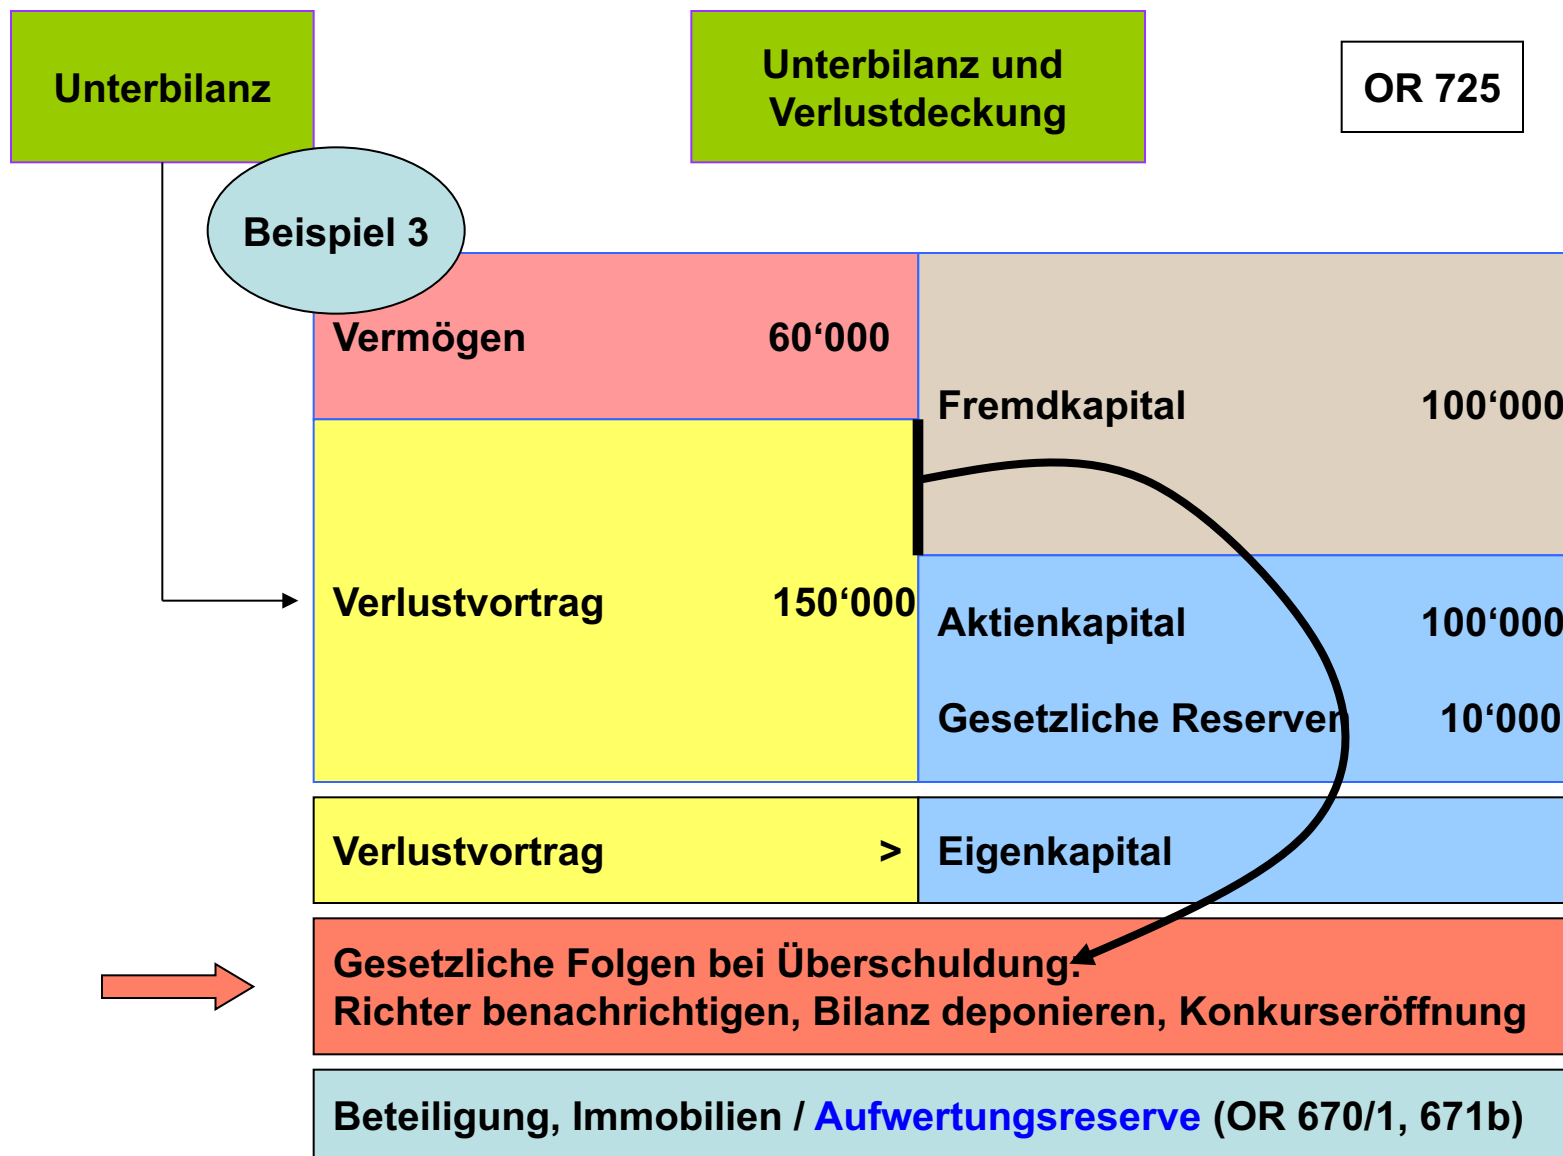 Unterbilanz
Unterbilanz und
Verlustdeckung
OR 725
Beispiel 3
Vermögen 60‘000
Fremdkapital 100‘000
Verlustvortrag 150‘000
Aktienkapital 100‘000
Gesetzliche Reserven 10‘000
Verlustvortrag > Eigenkapital
Gesetzliche Folgen bei Überschuldung:
Richter benachrichtigen, Bilanz deponieren, Konkurseröffnung
Beteiligung, Immobilien / Aufwertungsreserve (OR 670/1, 671b)